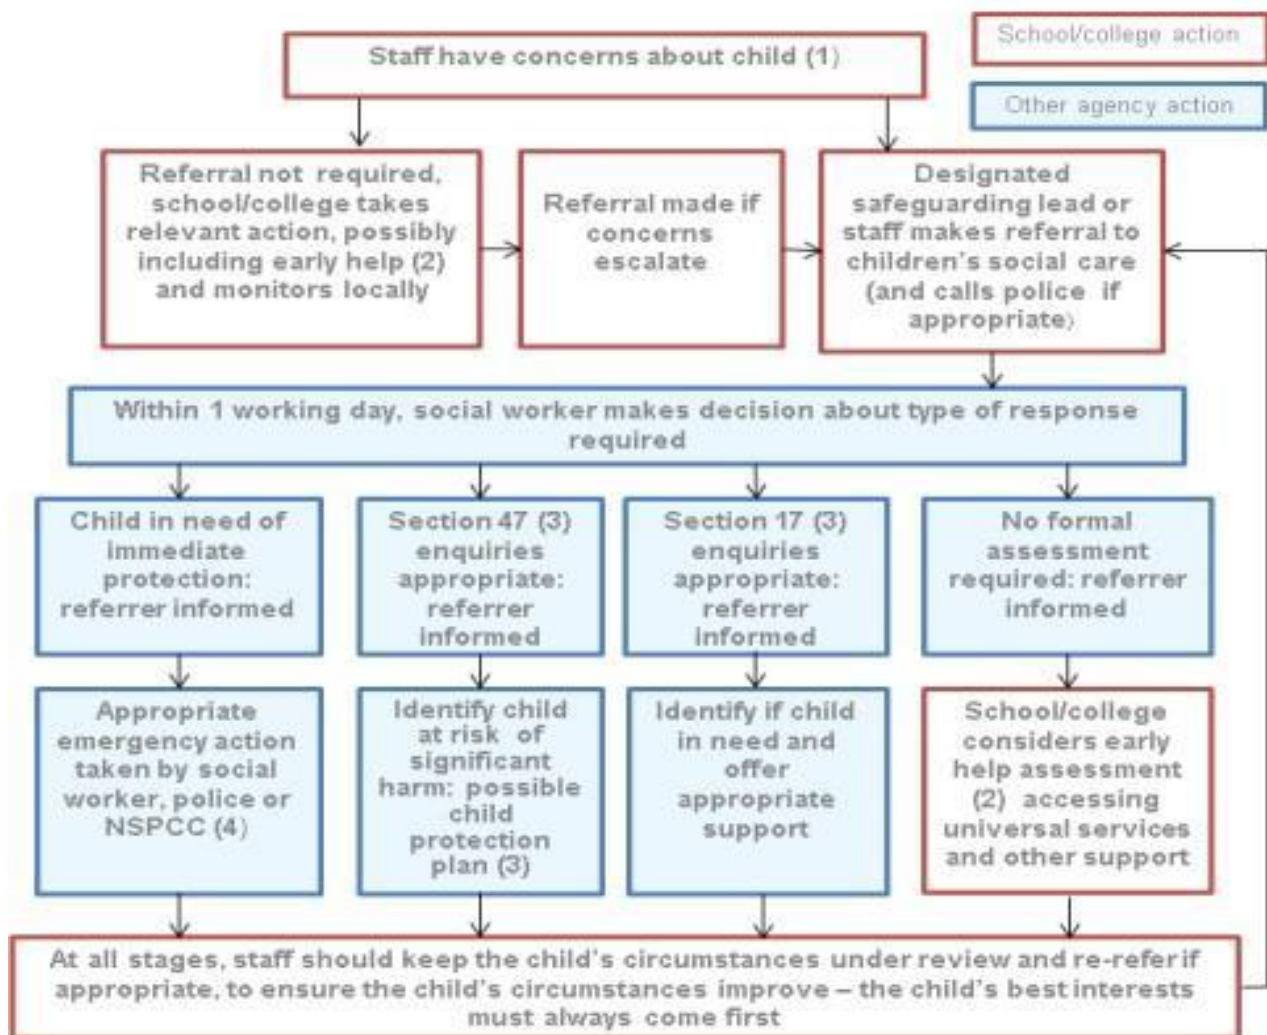 School/college action
Staff have concerns about child (1)
Other agency action
Referral not required,
school/college takes
relevant action, possibly
including early help (2)
and monitors locally
Referral made if
concerns
escalate
Designated
safeguarding lead or
staff makes referral to
children's social care
(and calls police if
appropriate)
Within 1 working day, social worker makes decision about type of response
required
Child in need of
immediate
protection:
referrer informed
Section 47 (3)
enquiries
appropriate:
referrer
informed
Section 17 (3)
enquiries
appropriate:
referrer
informed
No formal
assessment
required: referrer
informed
Appropriate
emergency action
taken by social
worker, police or
NSPCC (4)
Identify child
at risk of
significant
harm: possible
child
protection
plan (3)
Identify if child
in need and
offer
appropriate
support
School/college
considers early
help assessment
(2) accessing
universal services
and other support
At all stages, staff should keep the child's circumstances under review and re-refer if
appropriate, to ensure the child's circumstances improve – the child's best interests
must always come first